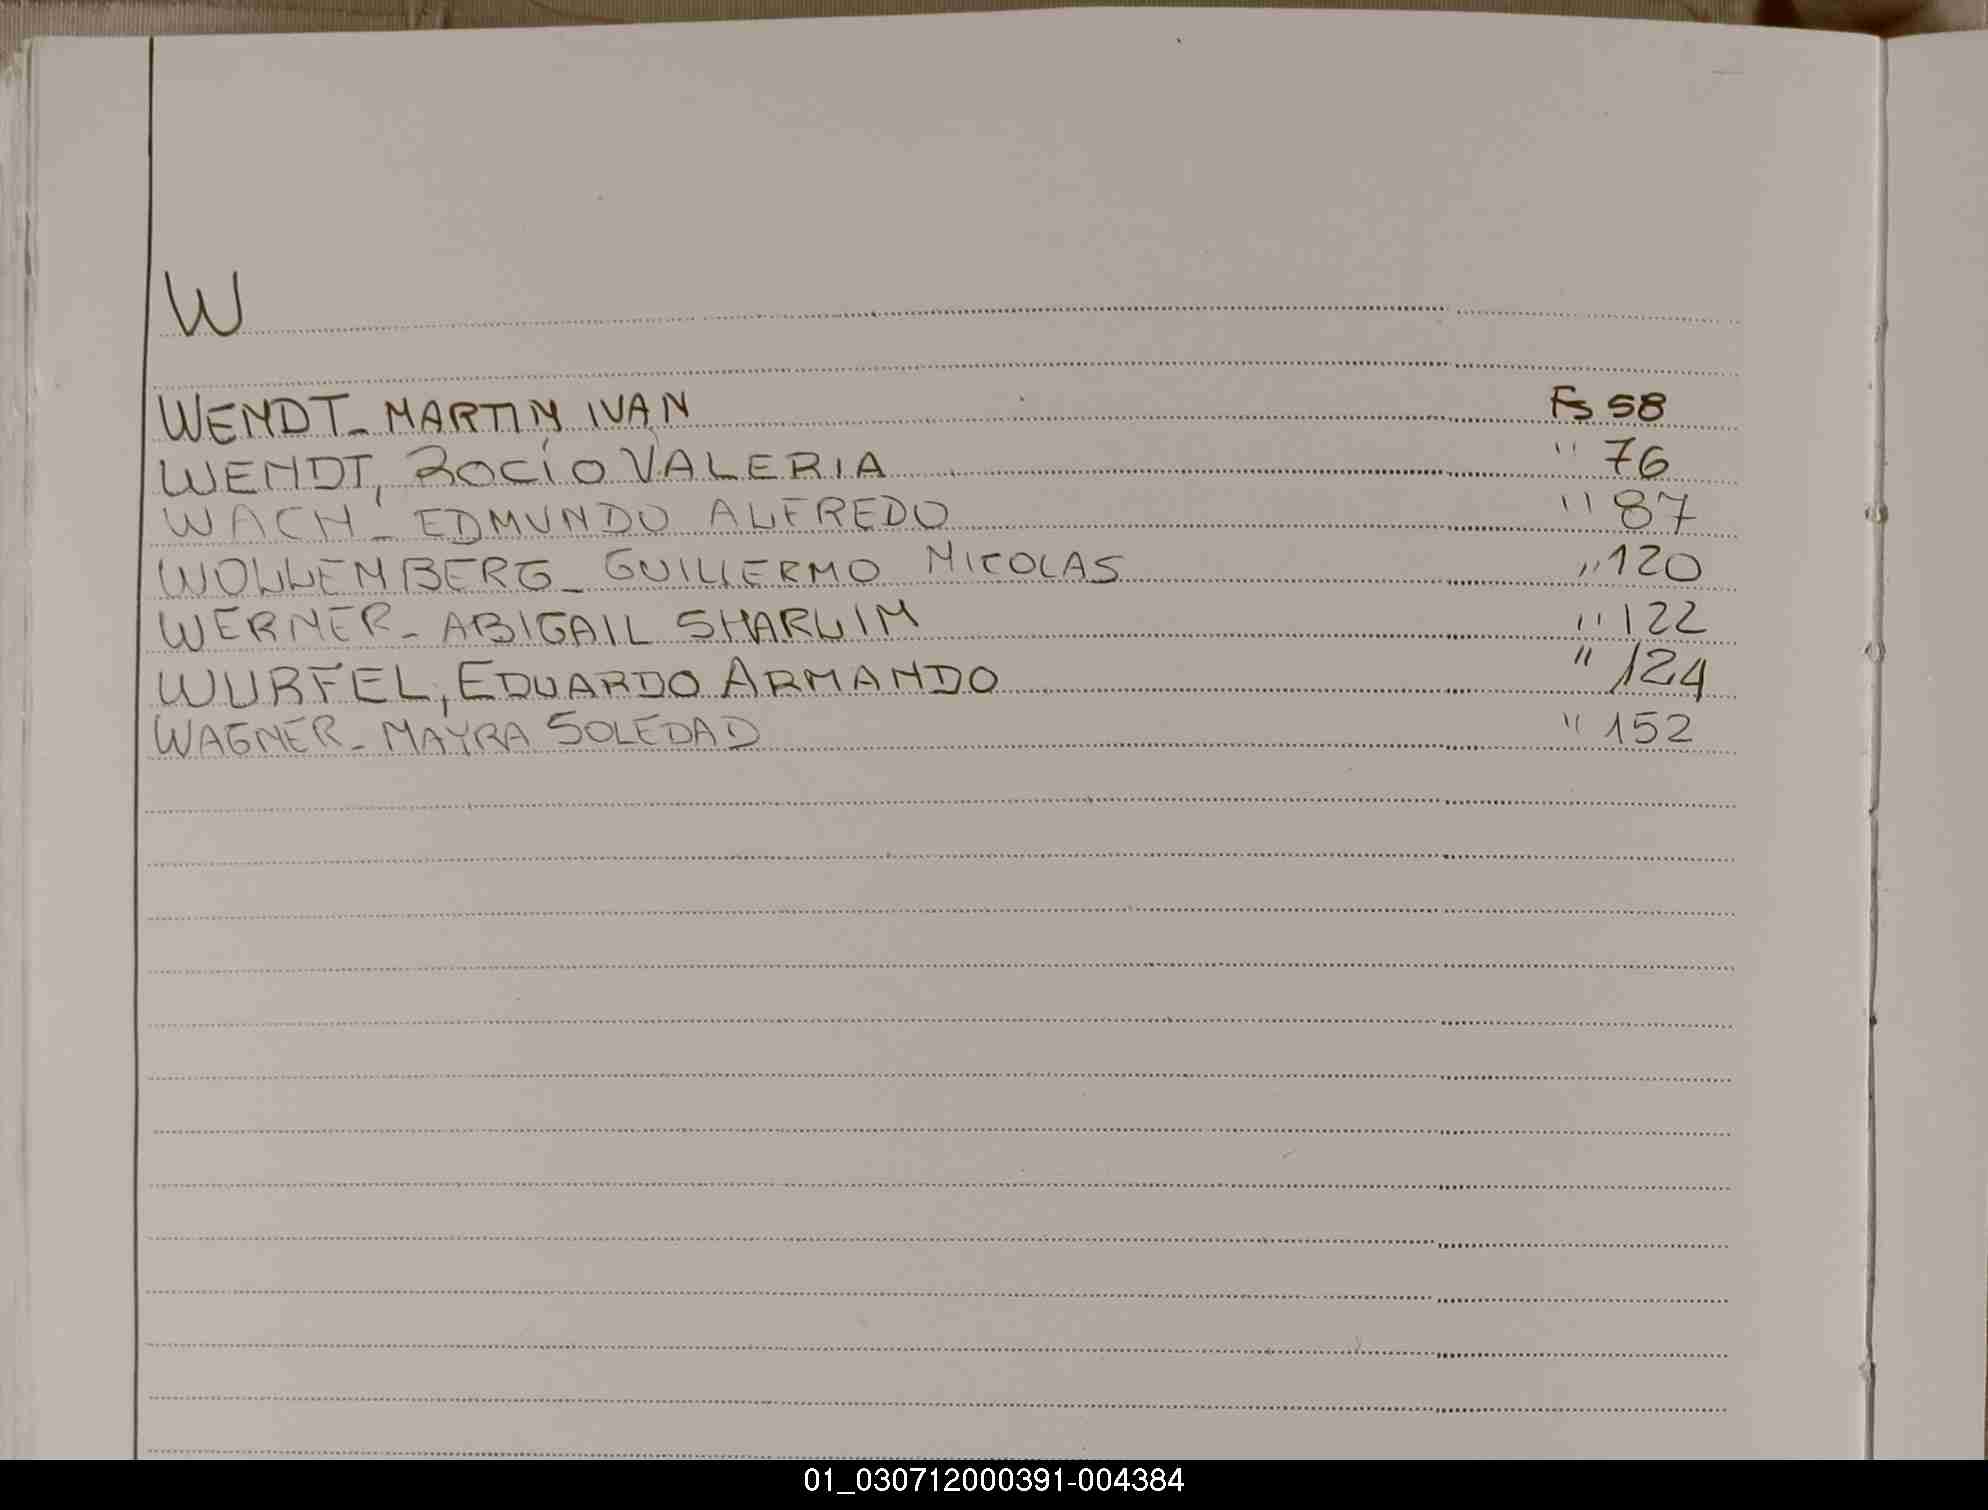 W
WENDT_ MARTIN IVAN Fs 58
WENDT, ROCÍO VALERIA " 76
WACH_ EDMUNDO ALFREDO " 87
WOLLENBERG_ GUILLERMO NICOLAS " 120
WERNER_ ABIGAIL SHARLIN " 122
WURFEL, EDUARDO ARMANDO " 124
WAGNER_ MAYRA SOLEDAD " 152
01_030712000391-004384